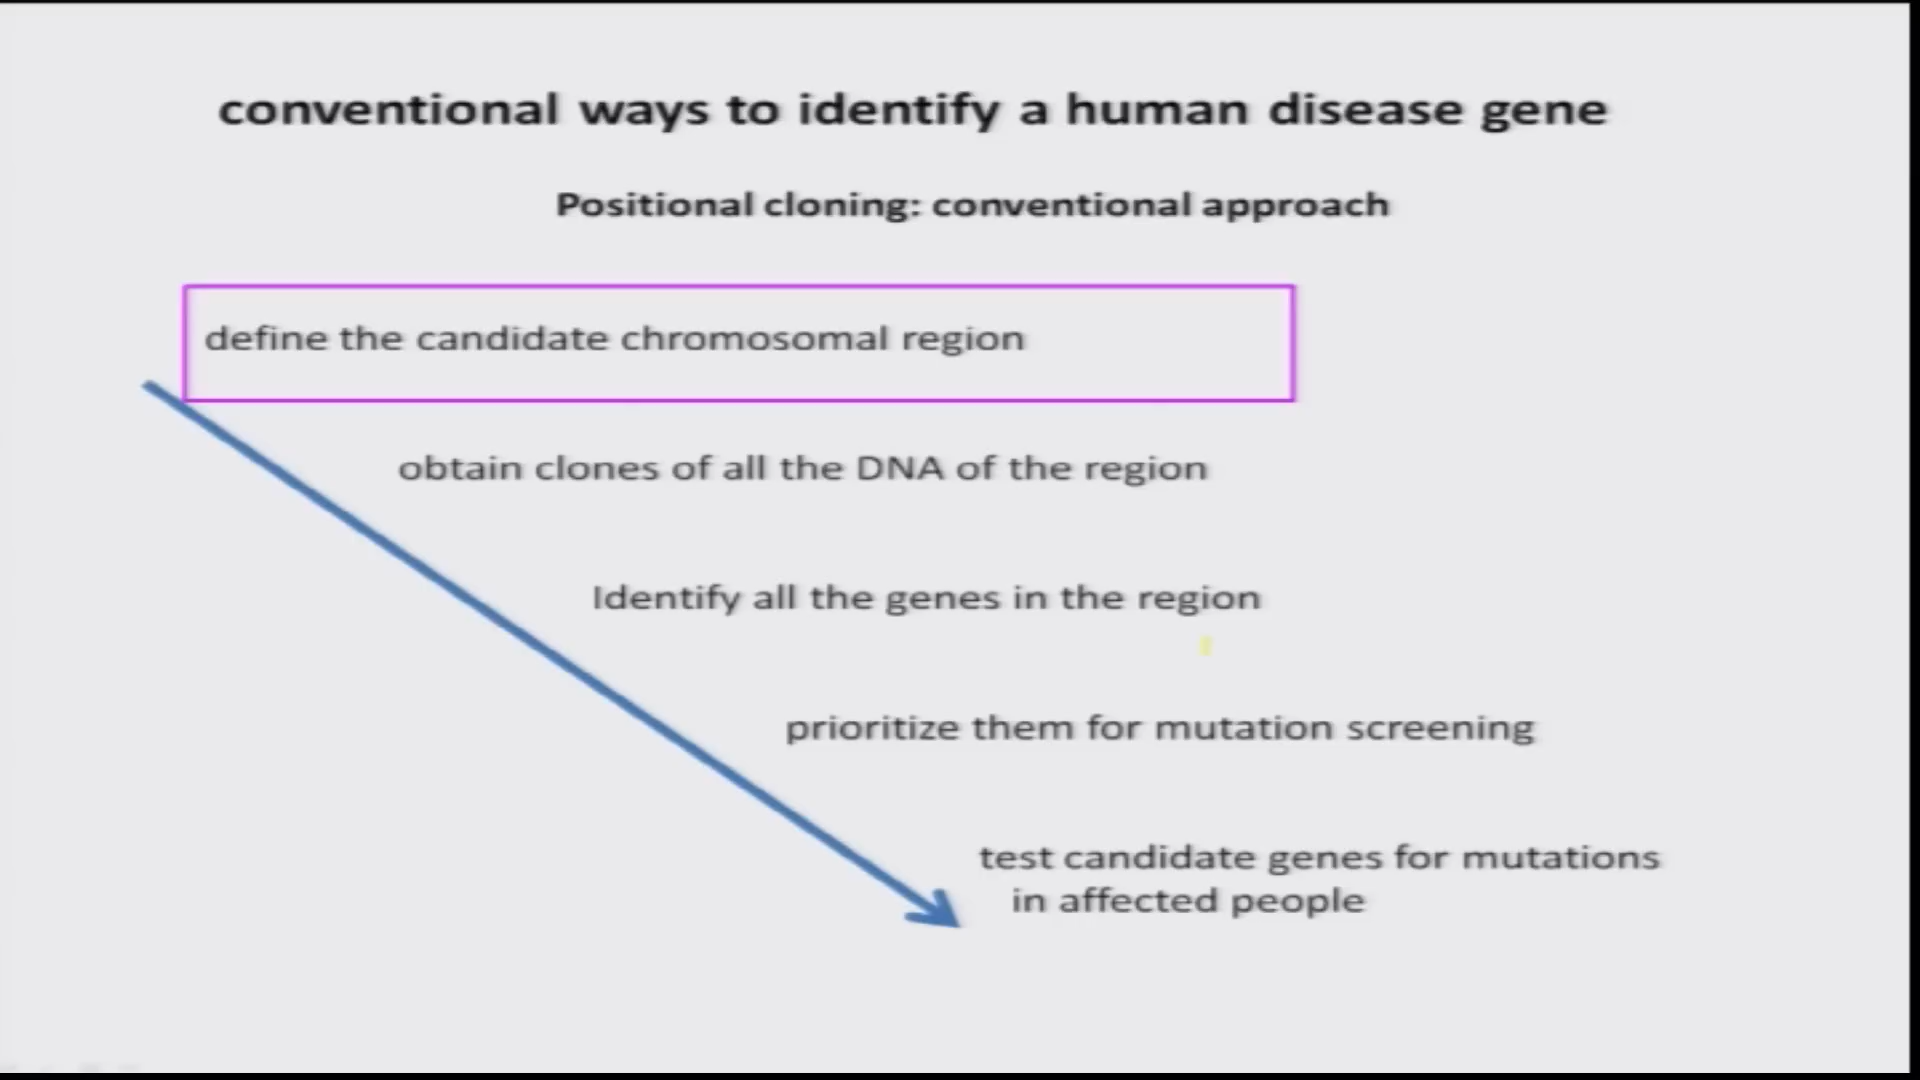 conventional ways to identify a human disease gene
Positional cloning: conventional approach
define the candidate chromosomal region
obtain clones of all the DNA of the region
Identify all the genes in the region
prioritize them for mutation screening
test candidate genes for mutations
in affected people